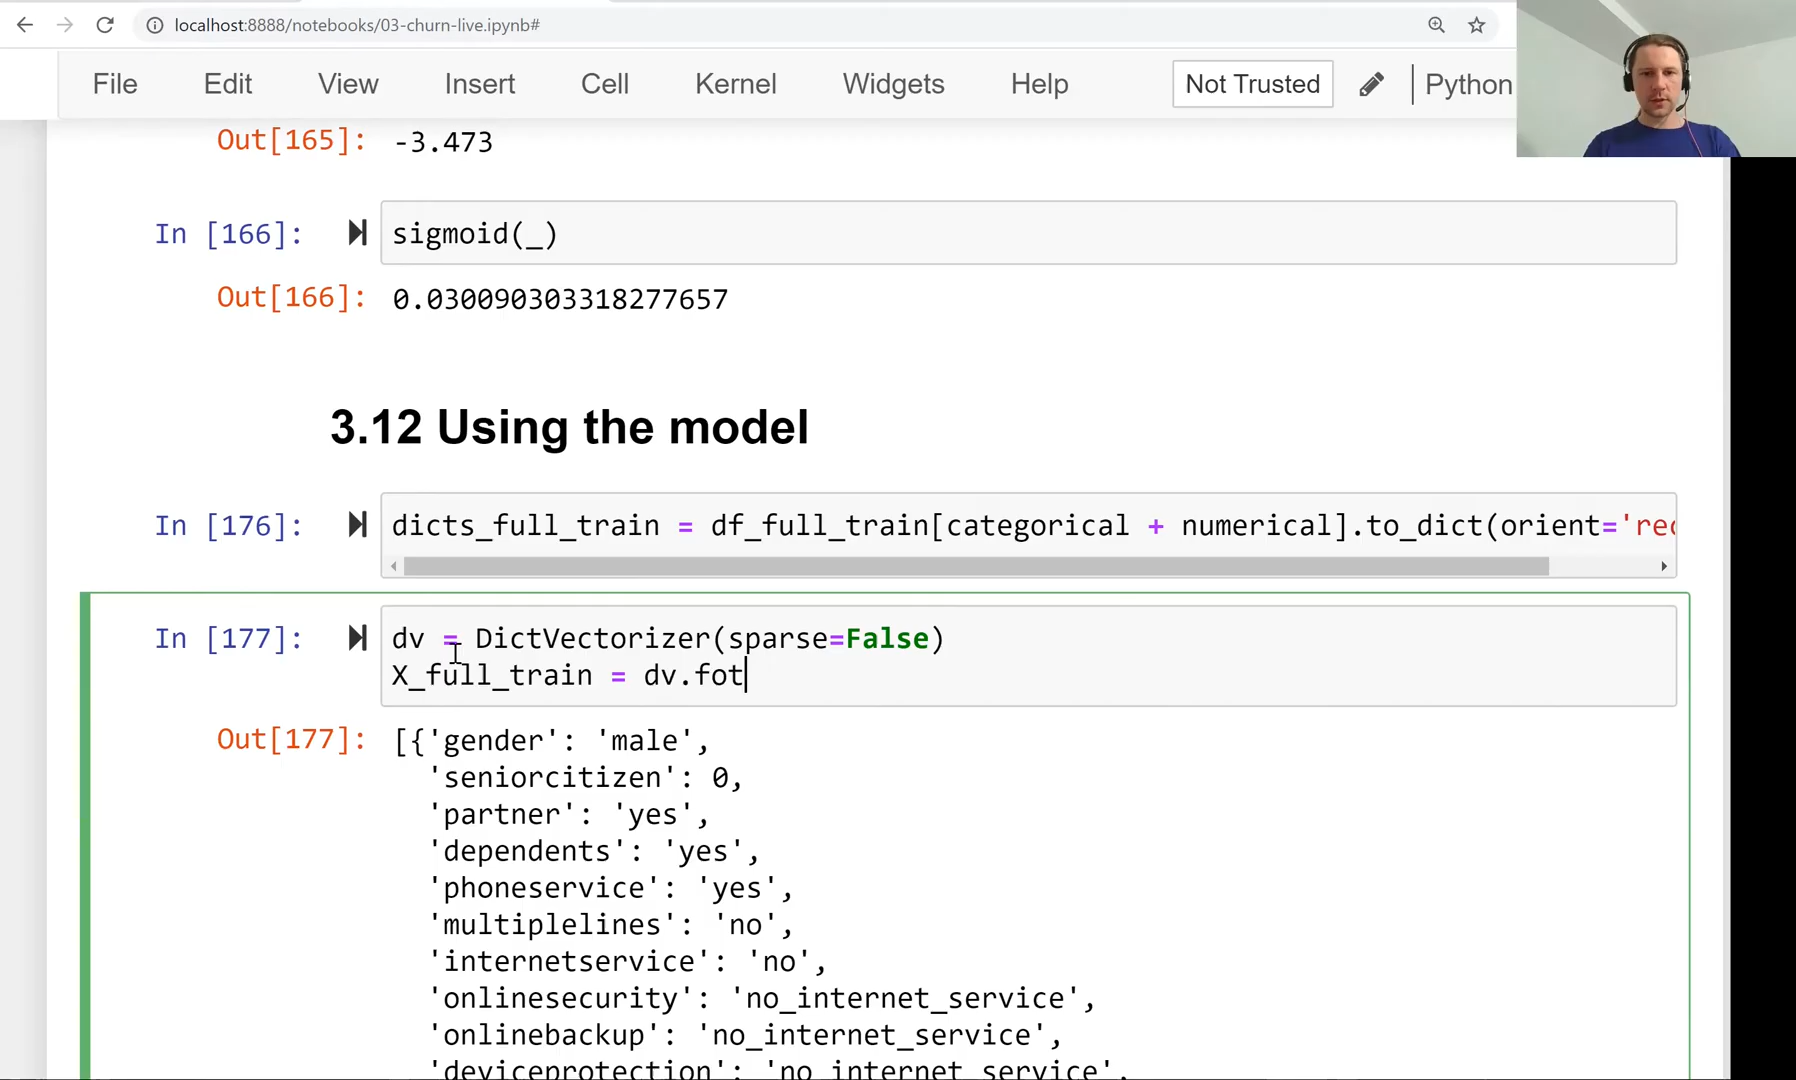 localhost:8888/notebooks/03-churn-live.ipynb#
File Edit View Insert Cell Kernel Widgets Help Not Trusted Python
Out[165]: -3.473
In [166]: sigmoid(_)
Out[166]: 0.030090303318277657
3.12 Using the model
In [176]: dicts_full_train = df_full_train[categorical + numerical].to_dict(orient='rec
In [177]: dv = DictVectorizer(sparse=False)
X_full_train = dv.fot
Out[177]: [{'gender': 'male',
'seniorcitizen': 0,
'partner': 'yes',
'dependents': 'yes',
'phoneservice': 'yes',
'multiplelines': 'no',
'internetservice': 'no',
'onlinesecurity': 'no_internet_service',
'onlinebackup': 'no_internet_service',
'deviceprotection': 'no_internet_service',